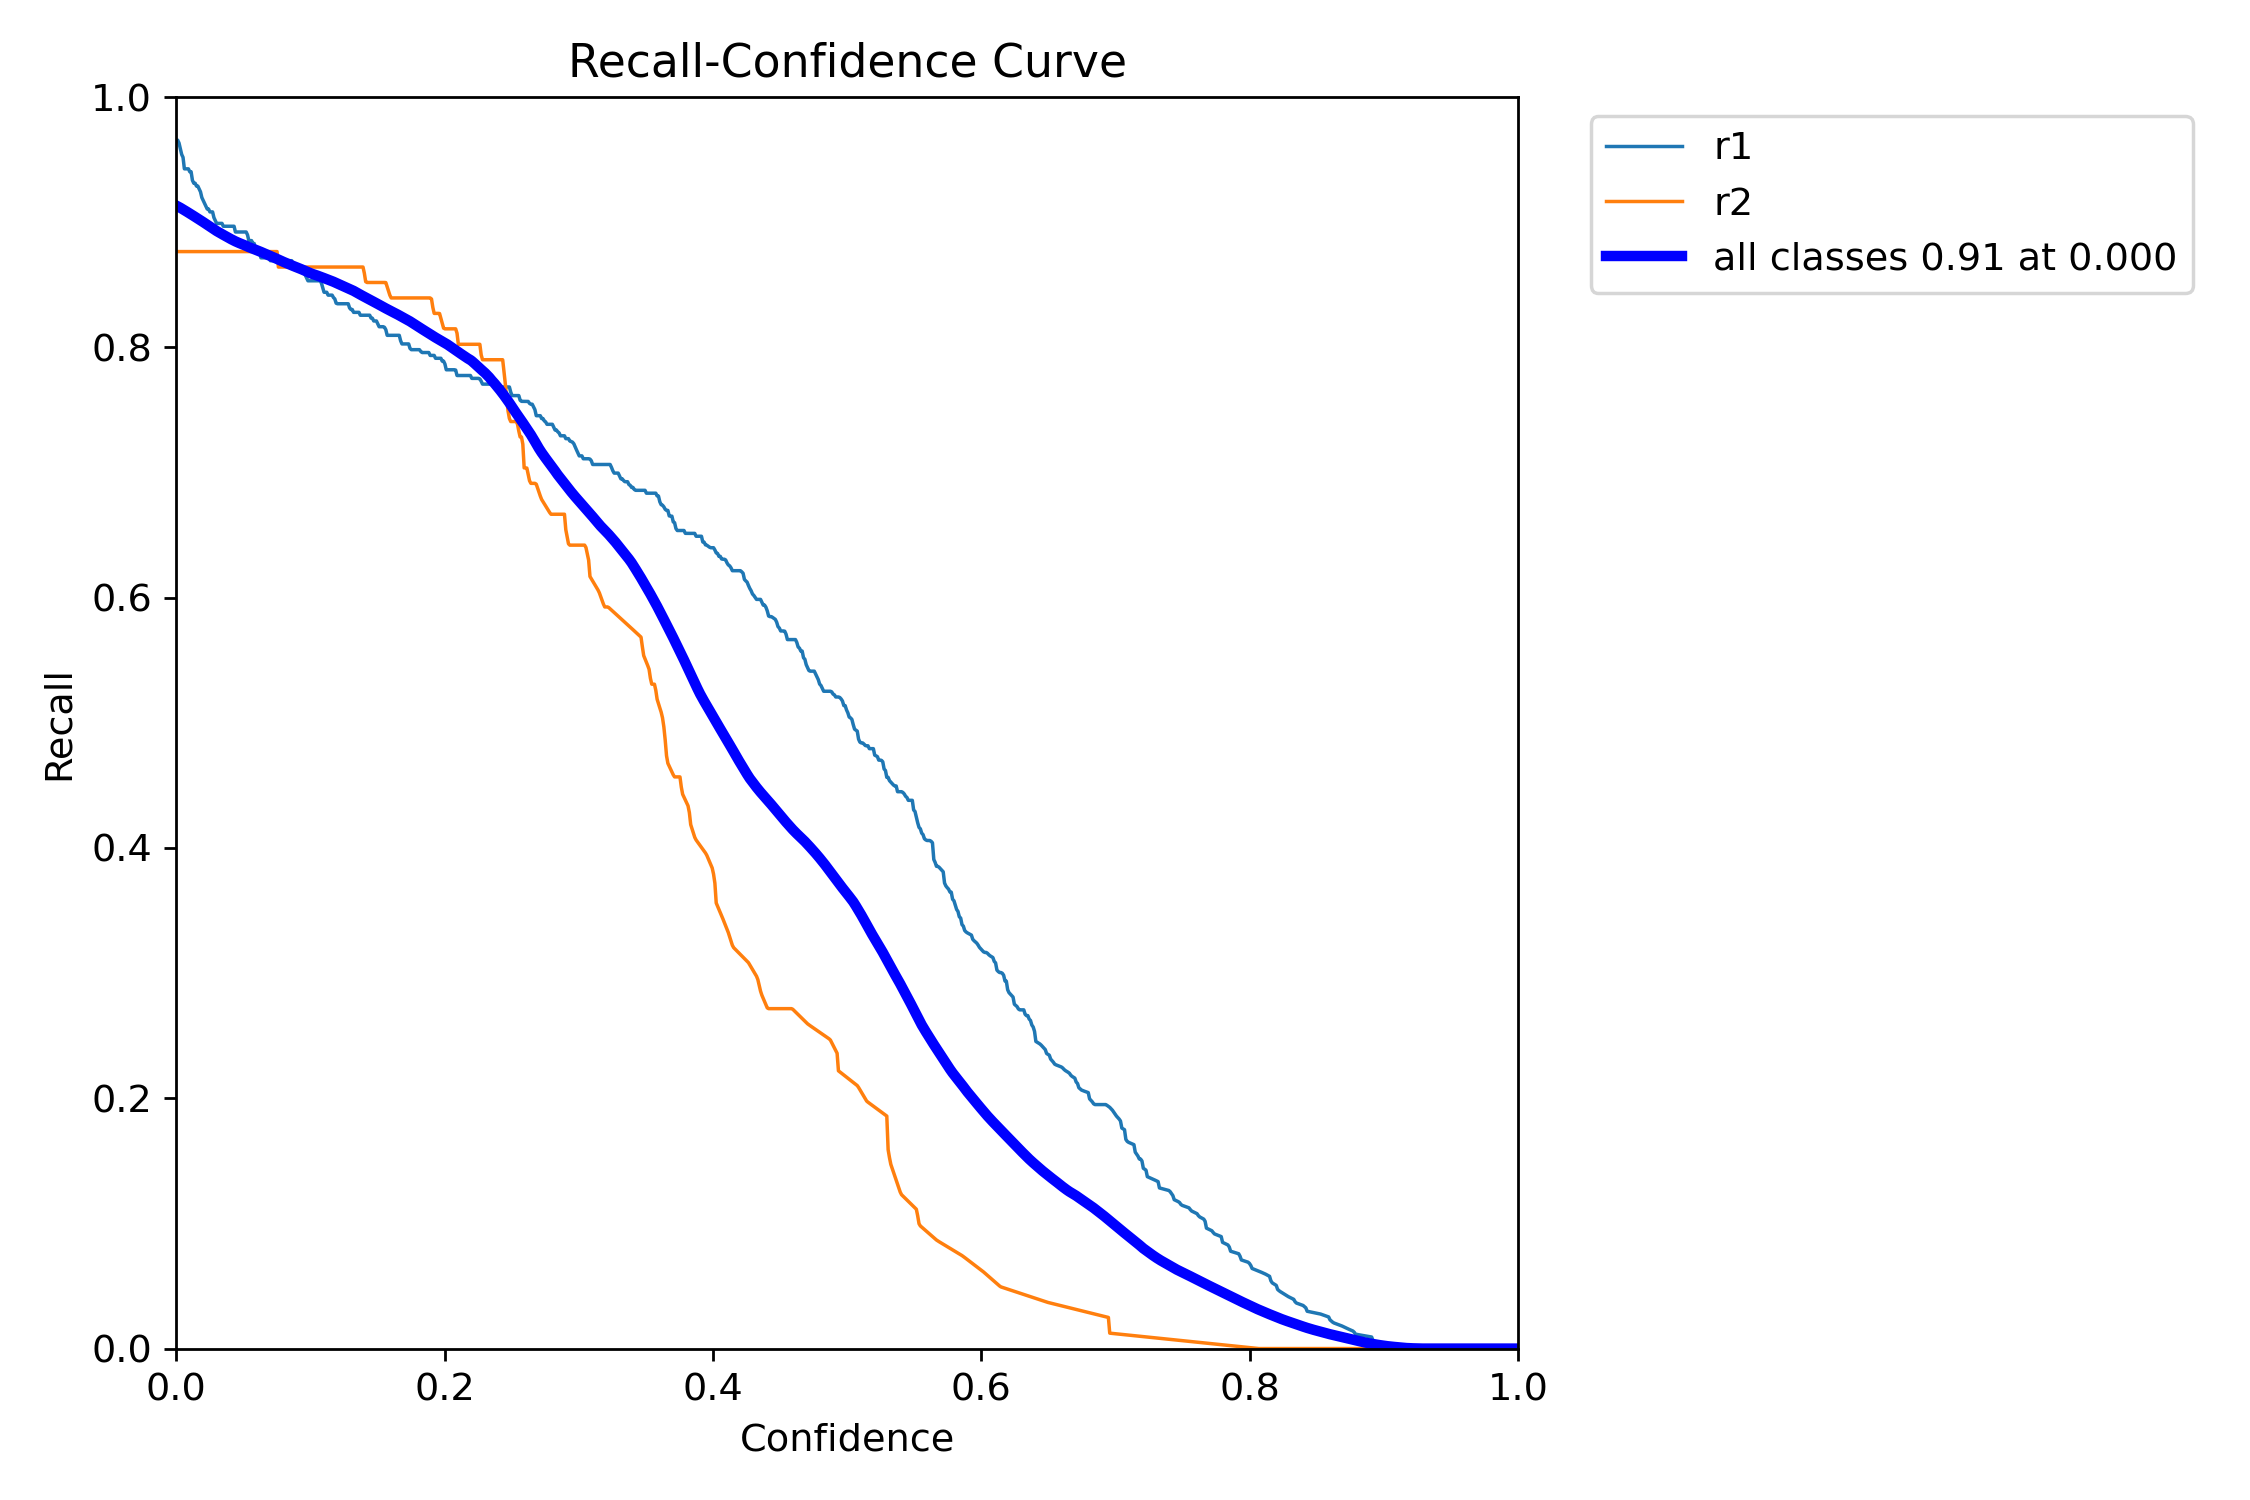 Recall-Confidence Curve
1.0
0.8
0.6
0.4
0.2
0.0
Recall
0.0 0.2 0.4 0.6 0.8 1.0
Confidence
r1
r2
all classes 0.91 at 0.000